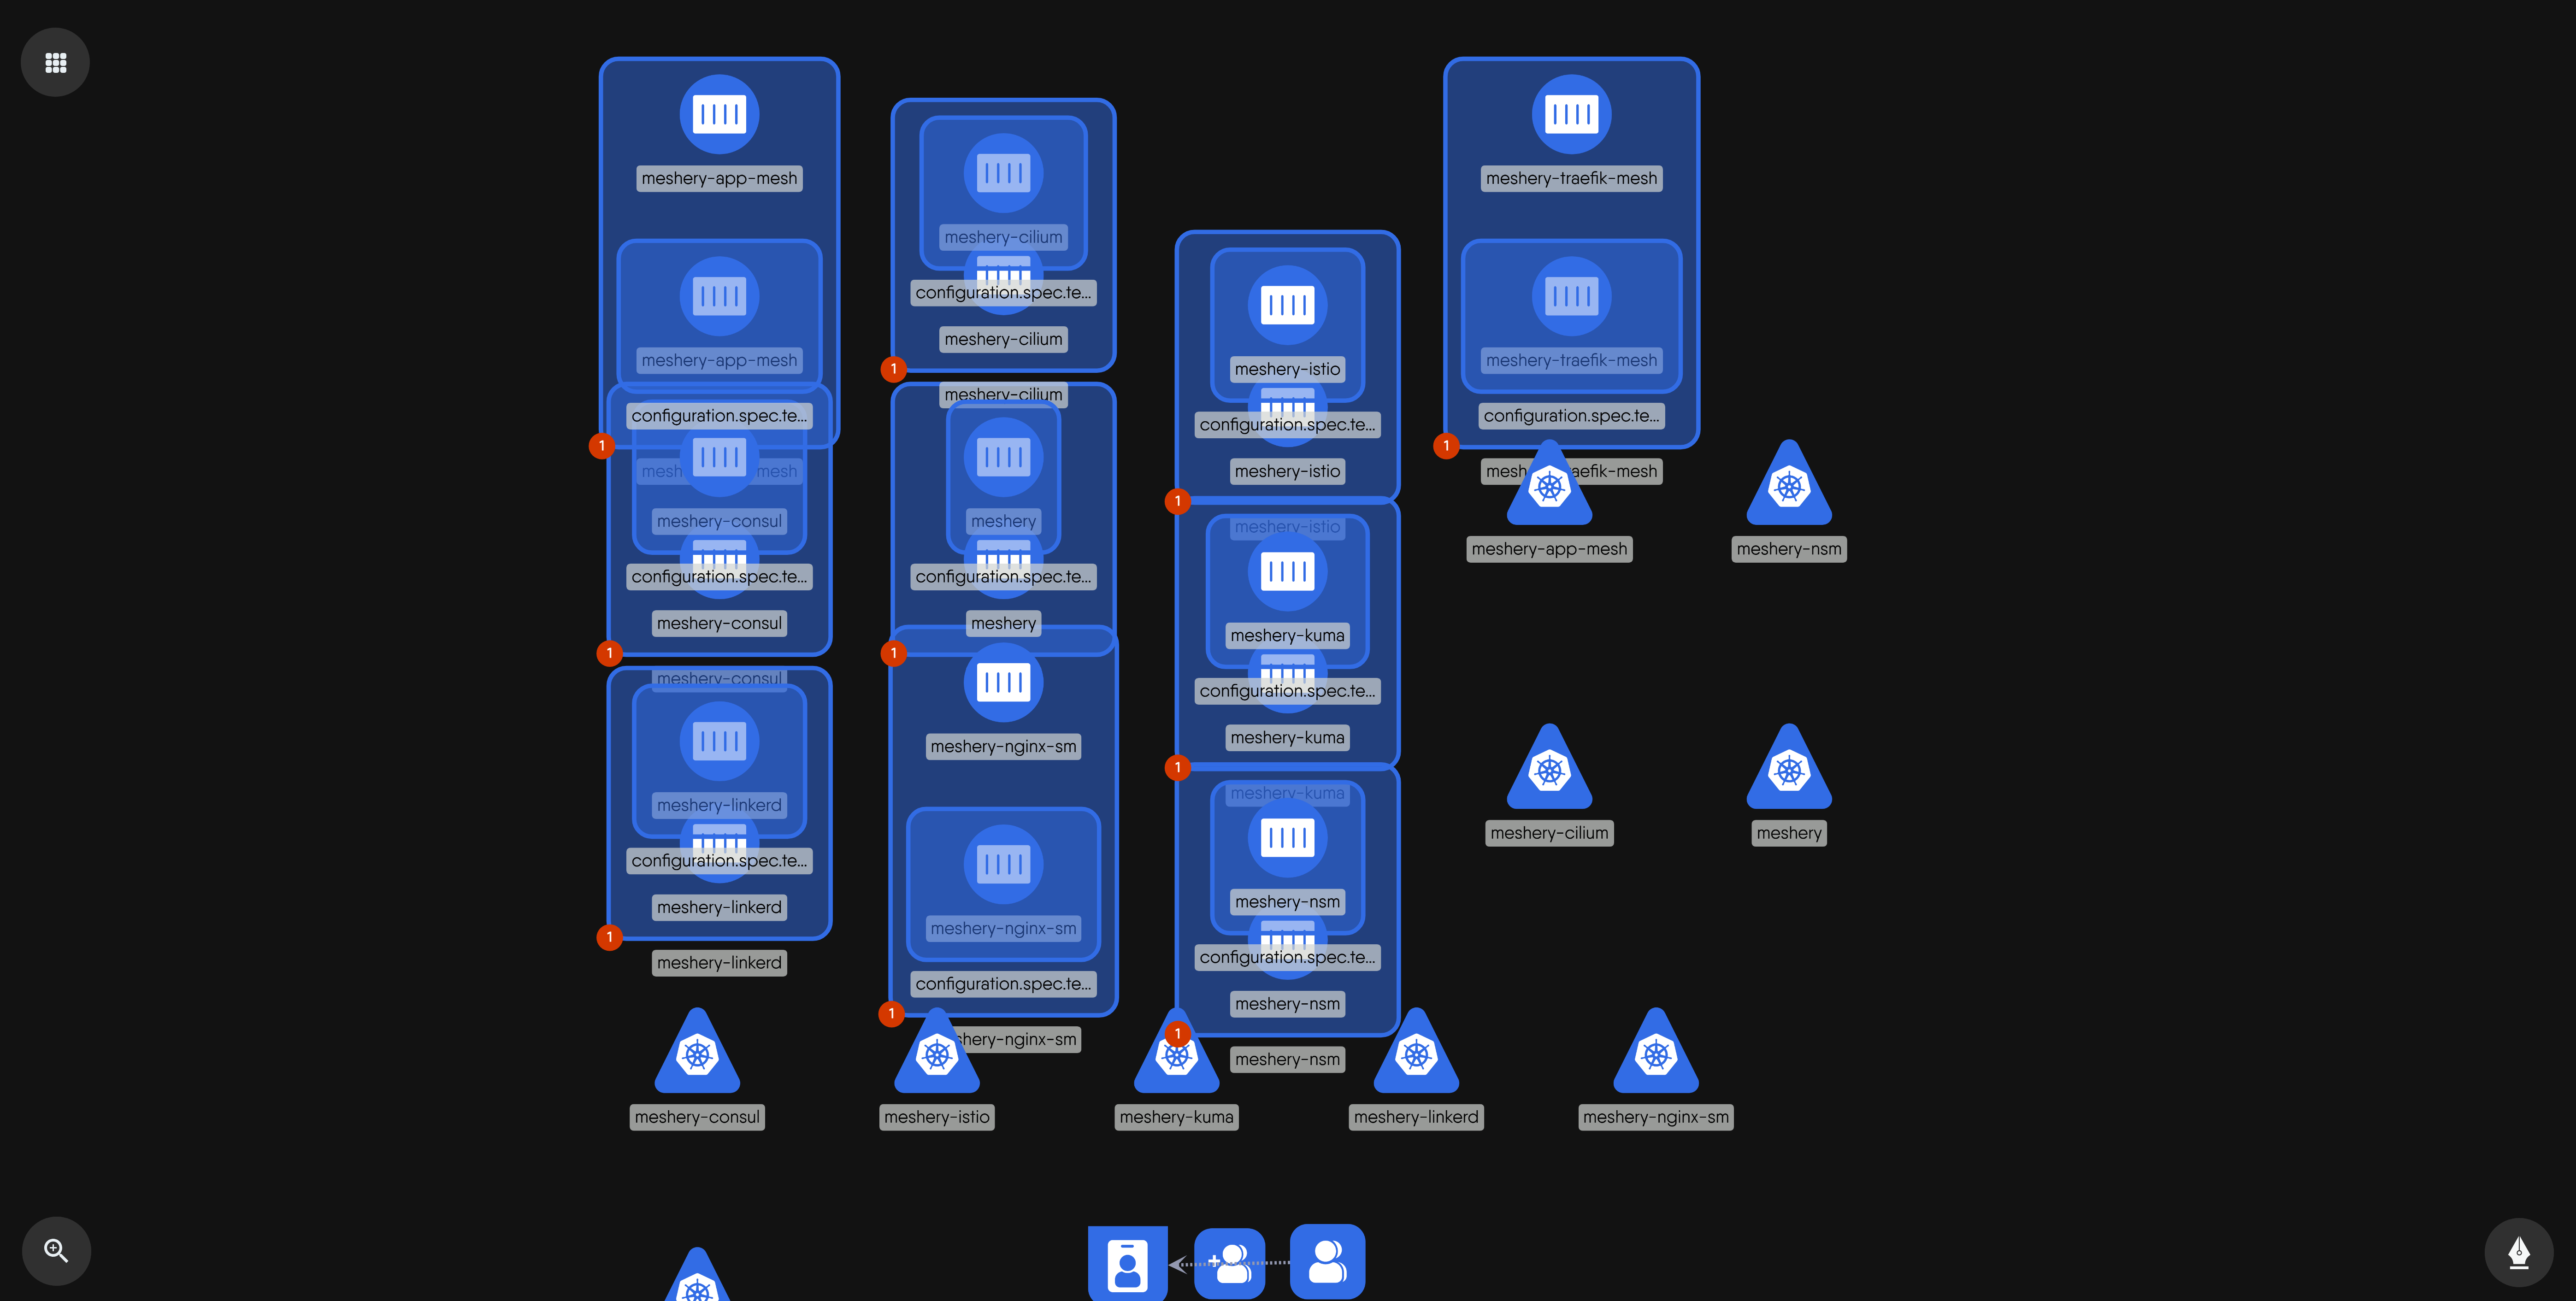 meshery-app-mesh
meshery-app-mesh
configuration.spec.te...
1
mesh mesh
meshery-consul
configuration.spec.te...
meshery-consul
1
meshery-consul
meshery-linkerd
configuration.spec.te...
meshery-linkerd
1
meshery-linkerd
meshery-cilium
configuration.spec.te...
meshery-cilium
1
meshery-cilium
meshery
configuration.spec.te...
meshery
1
meshery-nginx-sm
meshery-nginx-sm
configuration.spec.te...
1
shery-nginx-sm
meshery-istio
configuration.spec.te...
meshery-istio
1
meshery-istio
meshery-kuma
configuration.spec.te...
meshery-kuma
1
meshery-kuma
meshery-nsm
configuration.spec.te...
meshery-nsm
1
meshery-nsm
meshery-traefik-mesh
meshery-traefik-mesh
configuration.spec.te...
1
mesh aefik-mesh
meshery-app-mesh
meshery-nsm
meshery-cilium
meshery
meshery-consul
meshery-istio
meshery-kuma
meshery-linkerd
meshery-nginx-sm